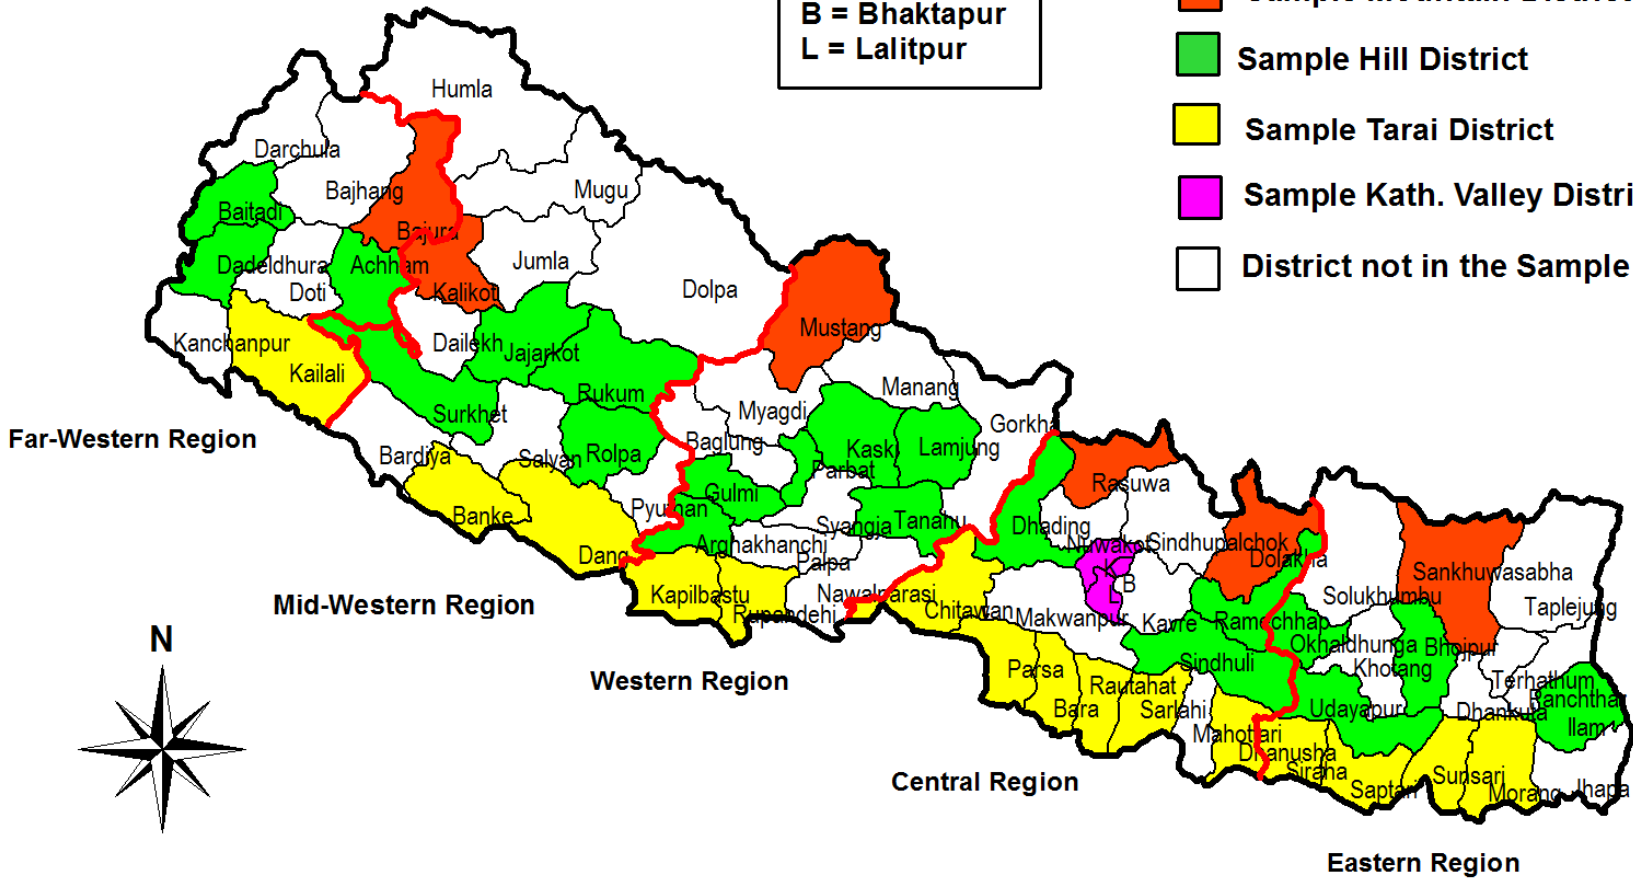 B = Bhaktapur
L = Lalitpur
Sample Mountain District
Sample Hill District
Sample Tarai District
Sample Kath. Valley Distri
District not in the Sample
Humla
Darchula
Bajhang
Mugu
Baitadi
Bajura
Dadeldhura
Achham
Jumla
Doti
Kalikot
Dolpa
Mustang
Kanchanpur
Dailekh
Jajarkot
Kailali
Rukum
Manang
Surkhet
Myagdi
Gorkha
Far-Western Region
Baglung
Kaski
Lamjung
Bardiya
Salyan
Rolpa
Parbat
Rasuwa
Gulmi
Pyuthan
Banke
Syangja
Tanahu
Dhading
Arghakhanchi
Nuwakot
Sindhupalchok
Dang
Palpa
Dolakha
K
B
L
Sankhuwasabha
Kapilbastu
Nawalparasi
Solukhumbu
Mid-Western Region
Rupandehi
Chitawan
Makwanpur
Kavre
Ramechhap
Taplejung
N
Okhaldhunga
Bhojpur
Sindhuli
Khotang
Parsa
Western Region
Rautahat
Terhathum
Panchthar
Bara
Sarlahi
Udayapur
Dhankuta
Ilam
Mahottari
Dhanusha
Siraha
Sunsari
Central Region
Saptari
Morang
Jhapa
Eastern Region